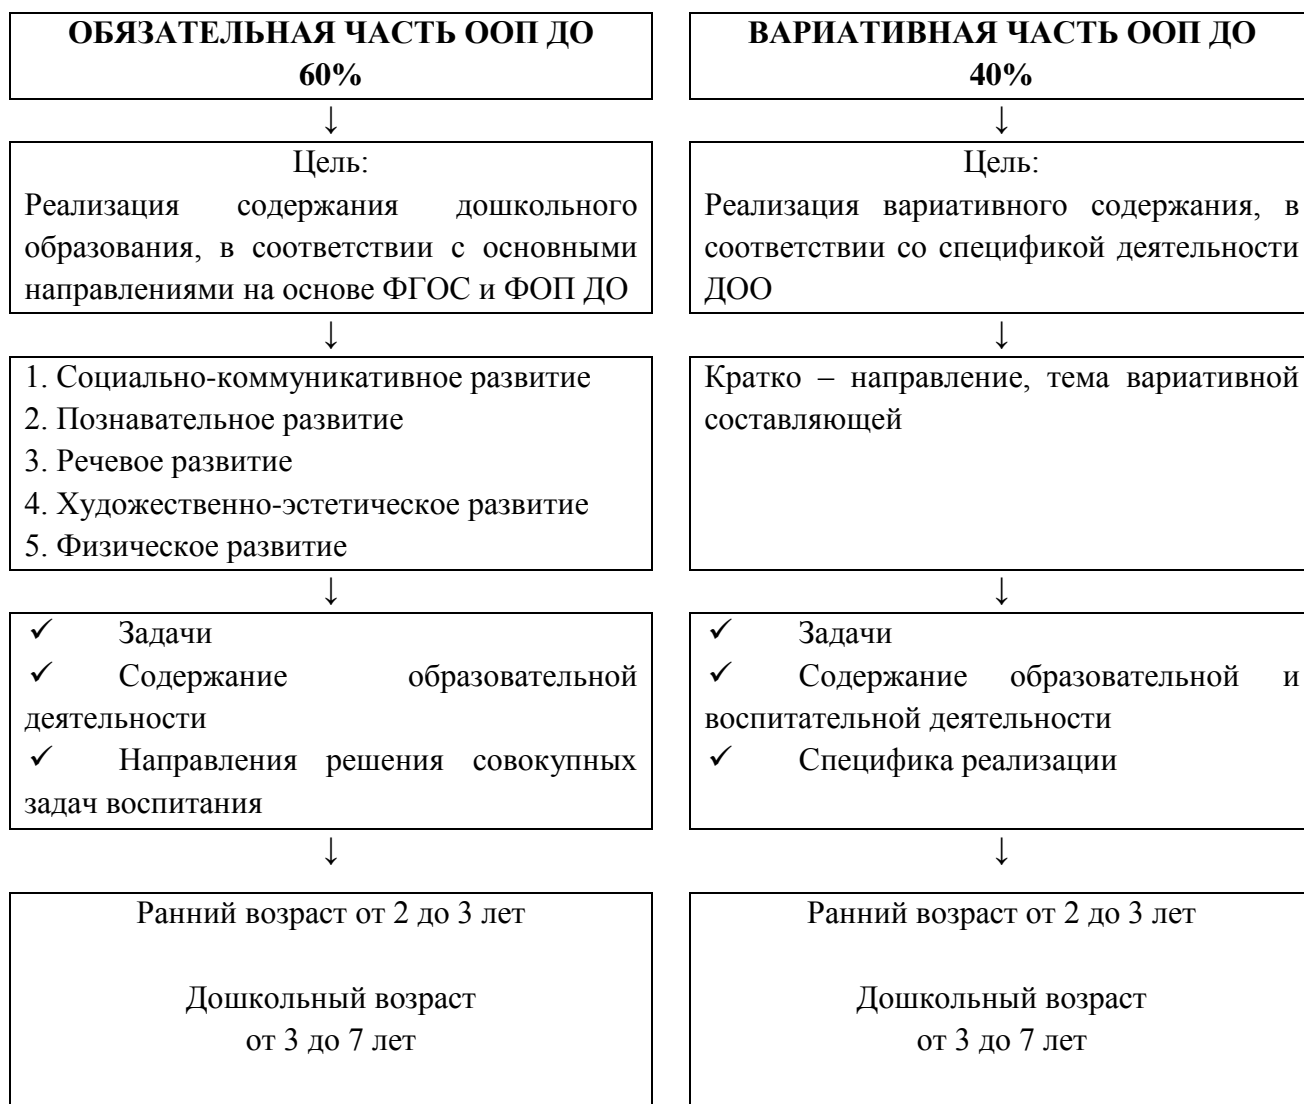 ОБЯЗАТЕЛЬНАЯ ЧАСТЬ ООП ДО
60%
↓
Цель:
Реализация содержания дошкольного
образования, в соответствии с основными
направлениями на основе ФГОС и ФОП ДО
↓
1. Социально-коммуникативное развитие
2. Познавательное развитие
3. Речевое развитие
4. Художественно-эстетическое развитие
5. Физическое развитие
↓
✓ Задачи
✓ Содержание образовательной
деятельности
✓ Направления решения совокупных
задач воспитания
↓
Ранний возраст от 2 до 3 лет
Дошкольный возраст
от 3 до 7 лет
ВАРИАТИВНАЯ ЧАСТЬ ООП ДО
40%
↓
Цель:
Реализация вариативного содержания, в
соответствии со спецификой деятельности
ДОО
↓
Кратко – направление, тема вариативной
составляющей
↓
✓ Задачи
✓ Содержание образовательной и
воспитательной деятельности
✓ Специфика реализации
↓
Ранний возраст от 2 до 3 лет
Дошкольный возраст
от 3 до 7 лет